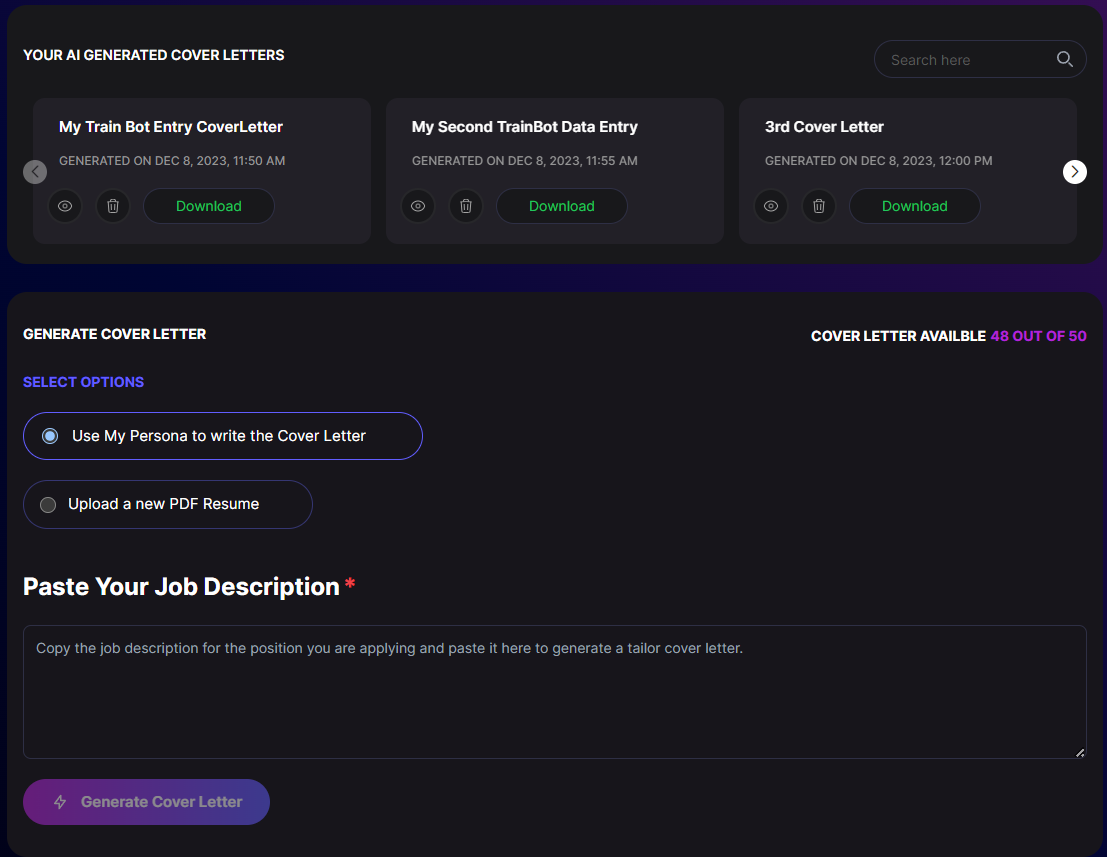 YOUR AI GENERATED COVER LETTERS
Search here
My Train Bot Entry CoverLetter
GENERATED ON DEC 8, 2023, 11:50 AM
Download
My Second TrainBot Data Entry
GENERATED ON DEC 8, 2023, 11:55 AM
Download
3rd Cover Letter
GENERATED ON DEC 8, 2023, 12:00 PM
Download
GENERATE COVER LETTER
COVER LETTER AVAILBLE 48 OUT OF 50
SELECT OPTIONS
Use My Persona to write the Cover Letter
Upload a new PDF Resume
Paste Your Job Description *
Copy the job description for the position you are applying and paste it here to generate a tailor cover letter.
Generate Cover Letter